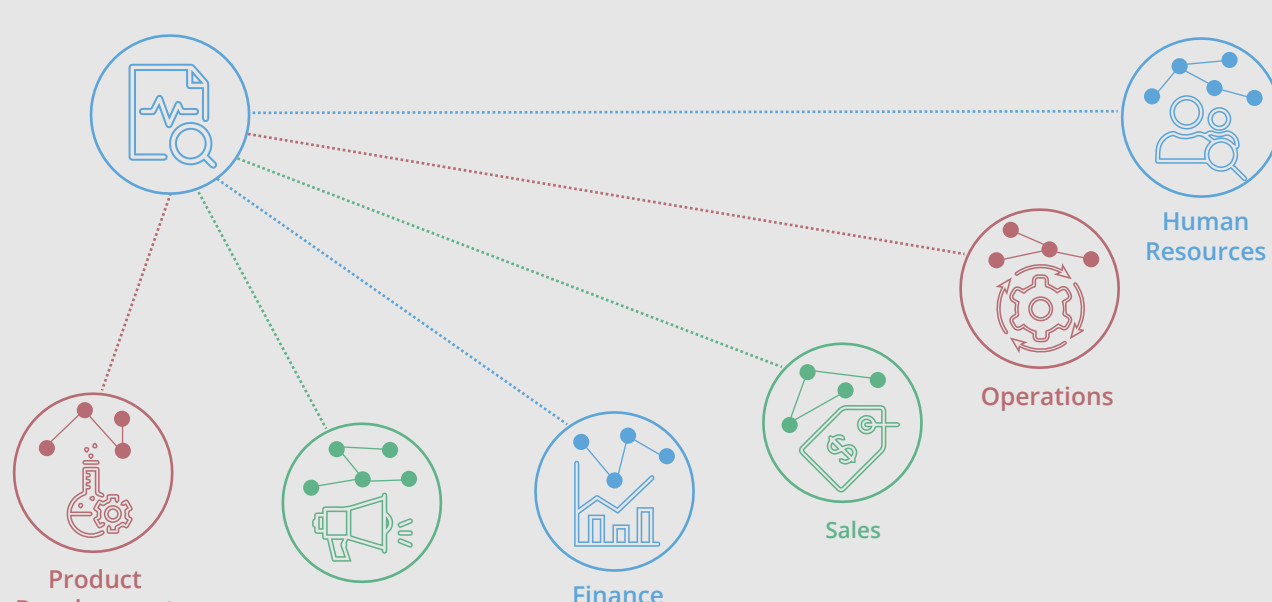 Human
Resources
Operations
Sales
Product
Finance